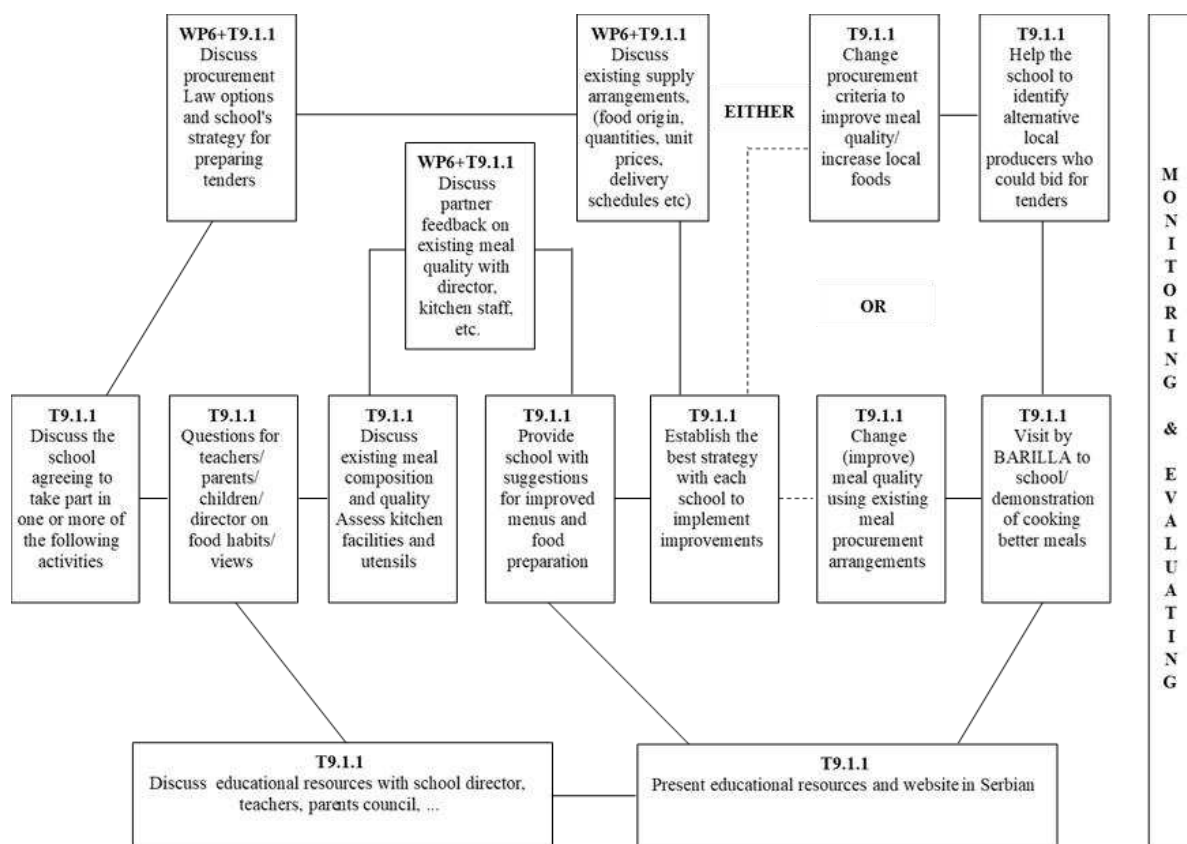 WP6+T9.1.1
Discuss
procurement
Law options
and school's
strategy for
preparing
tenders
WP6+T9.1.1
Discuss
existing supply
arrangements,
(food origin,
quantities, unit
prices,
delivery
schedules etc)
EITHER
T9.1.1
Change
procurement
criteria to
improve meal
quality/
increase local
foods
T9.1.1
Help the
school to
identify
alternative
local
producers who
could bid for
tenders
WP6+T9.1.1
Discuss
partner
feedback on
existing meal
quality with
director,
kitchen staff,
etc.
OR
T9.1.1
Discuss the
school
agreeing to
take part in
one or more of
the following
activities
T9.1.1
Questions for
teachers/
parents/
children/
director on
food habits/
views
T9.1.1
Discuss
existing meal
composition
and quality
Assess kitchen
facilities and
utensils
T9.1.1
Provide
school with
suggestions
for improved
menus and
food
preparation
T9.1.1
Establish the
best strategy
with each
school to
implement
improvements
T9.1.1
Change
(improve)
meal quality
using existing
meal
procurement
arrangements
T9.1.1
Visit by
BARILLA to
school/
demonstration
of cooking
better meals
T9.1.1
Discuss educational resources with school director,
teachers, parents council, ...
T9.1.1
Present educational resources and website in Serbian
MONITORING & EVALUATING